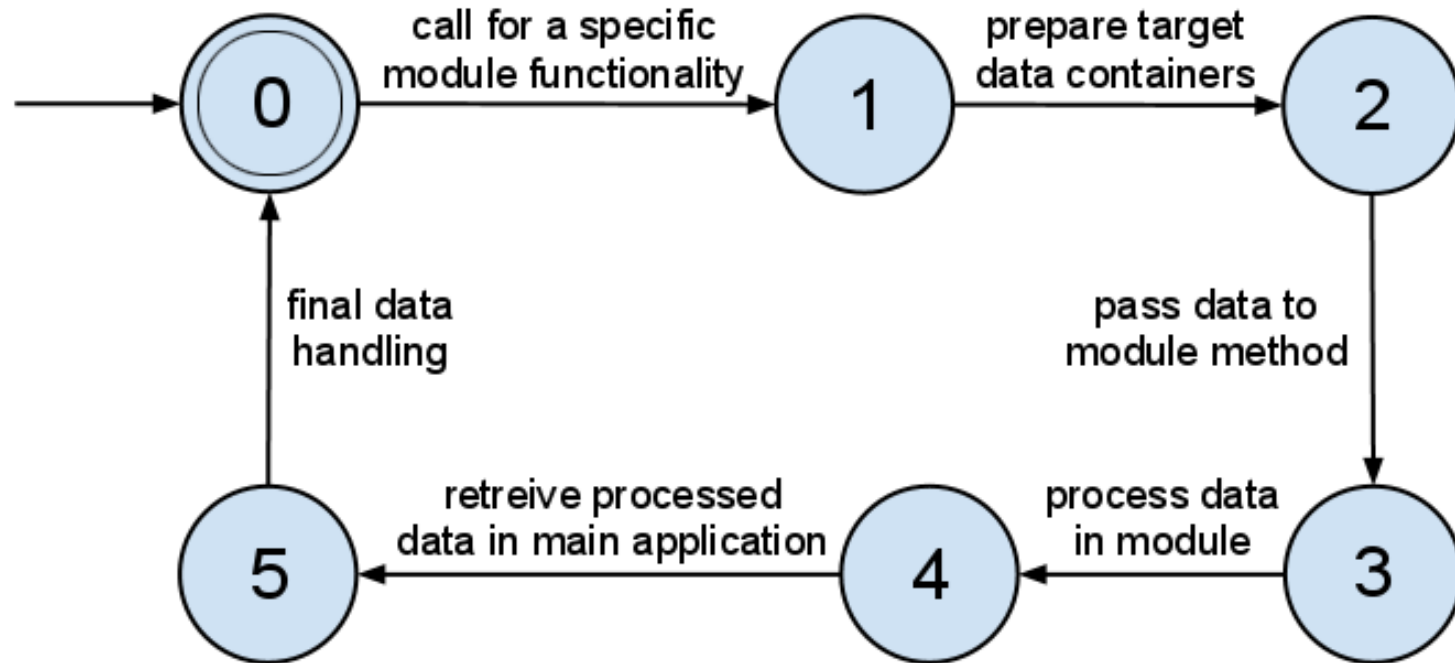 call for a specific
module functionality
prepare target
data containers
0
1
2
final data
handling
pass data to
module method
retreive processed
data in main application
process data
in module
5
4
3